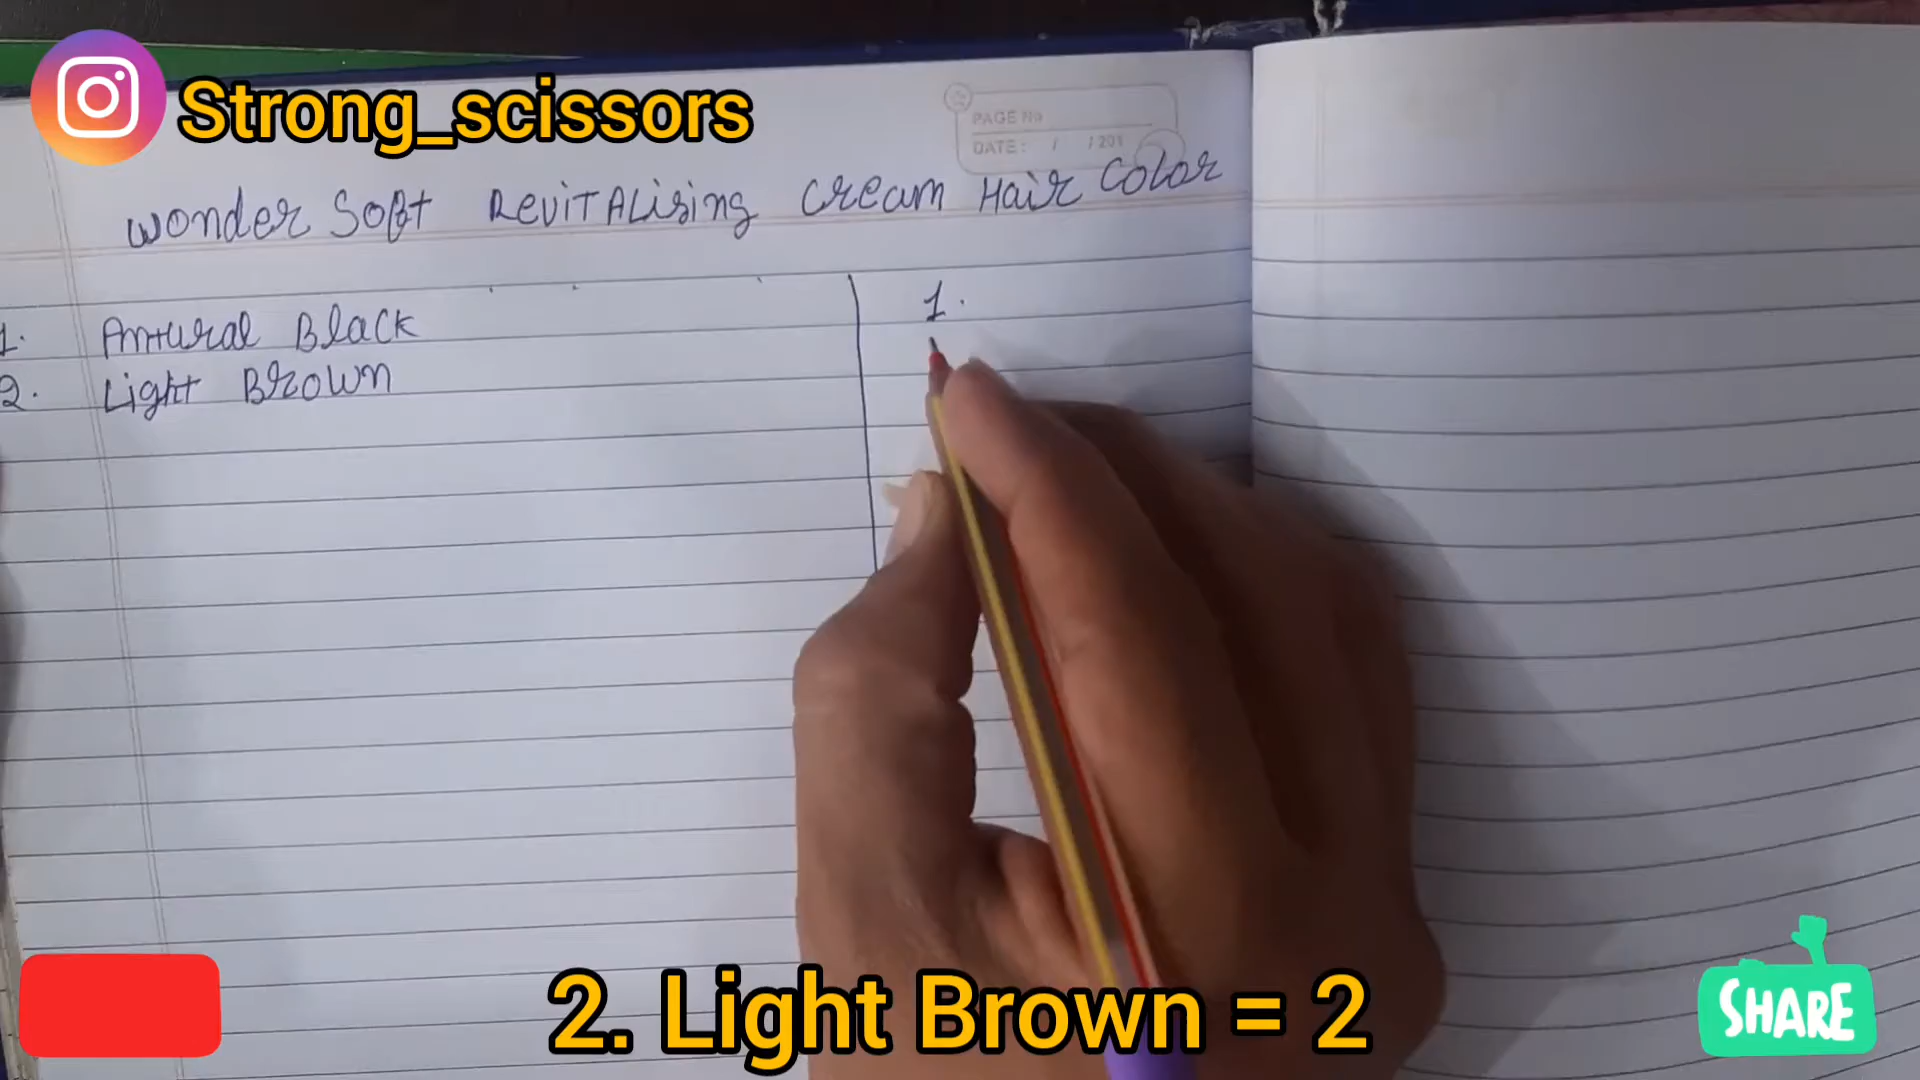 Strong_scissors
PAGE No
DATE: / / 201
Wonder Soft Revitalising Cream Hair Color
1. Antural Black
1.
2. Light Brown
2. Light Brown = 2
SHARE